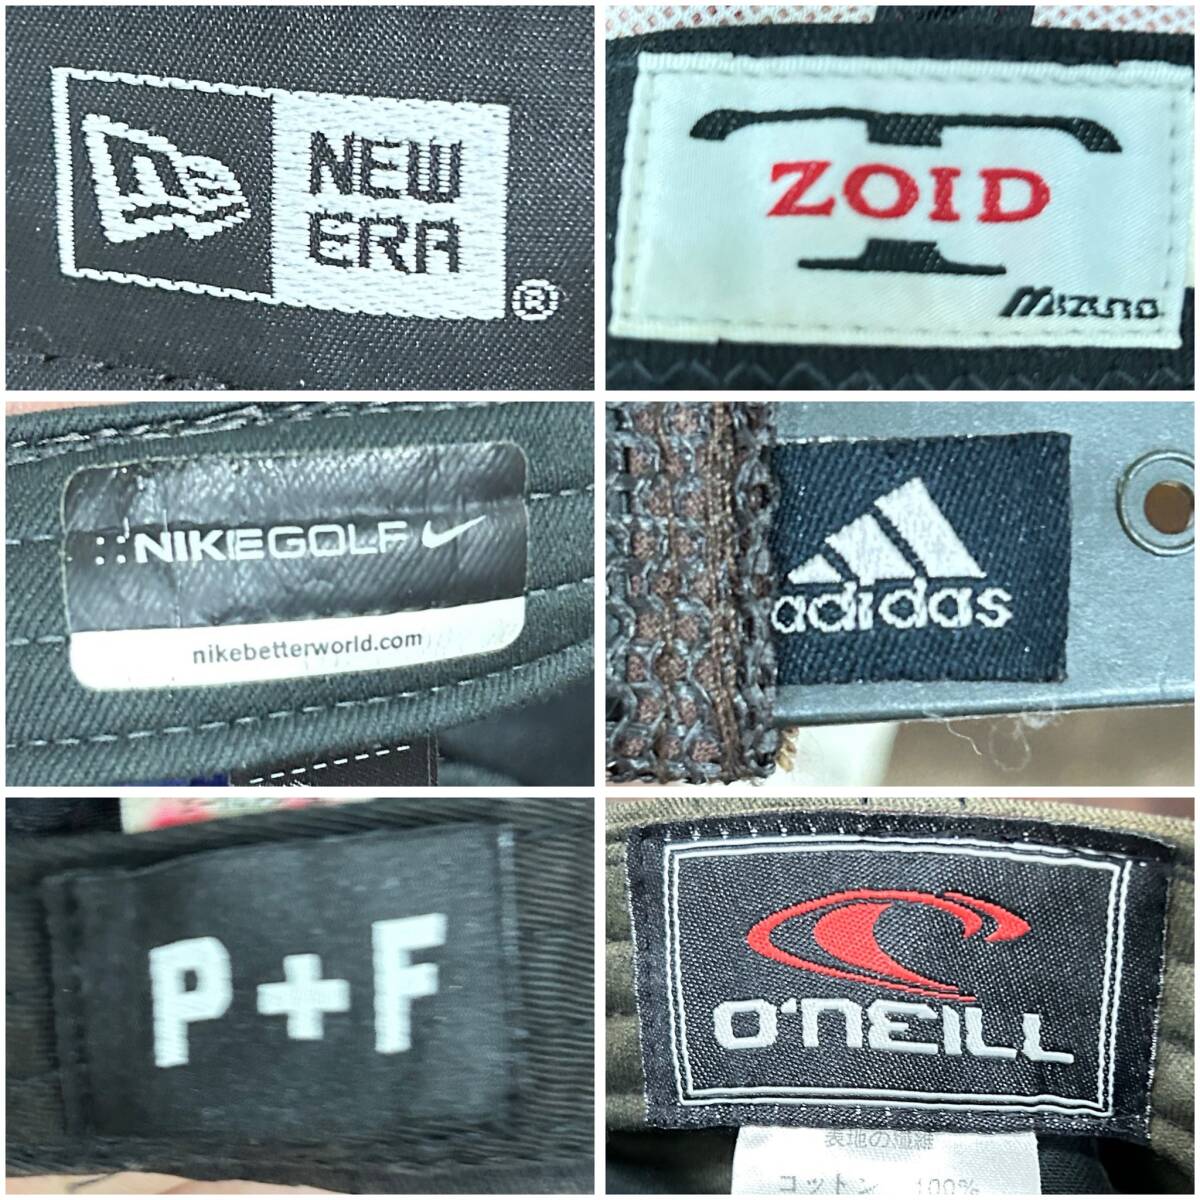 NEW
ERA
®
ZOID
mizuno
NIKEGOLF
nikebetterworld.com
adidas
P+F
O'NEILL
表地の繊維
コットン 100%